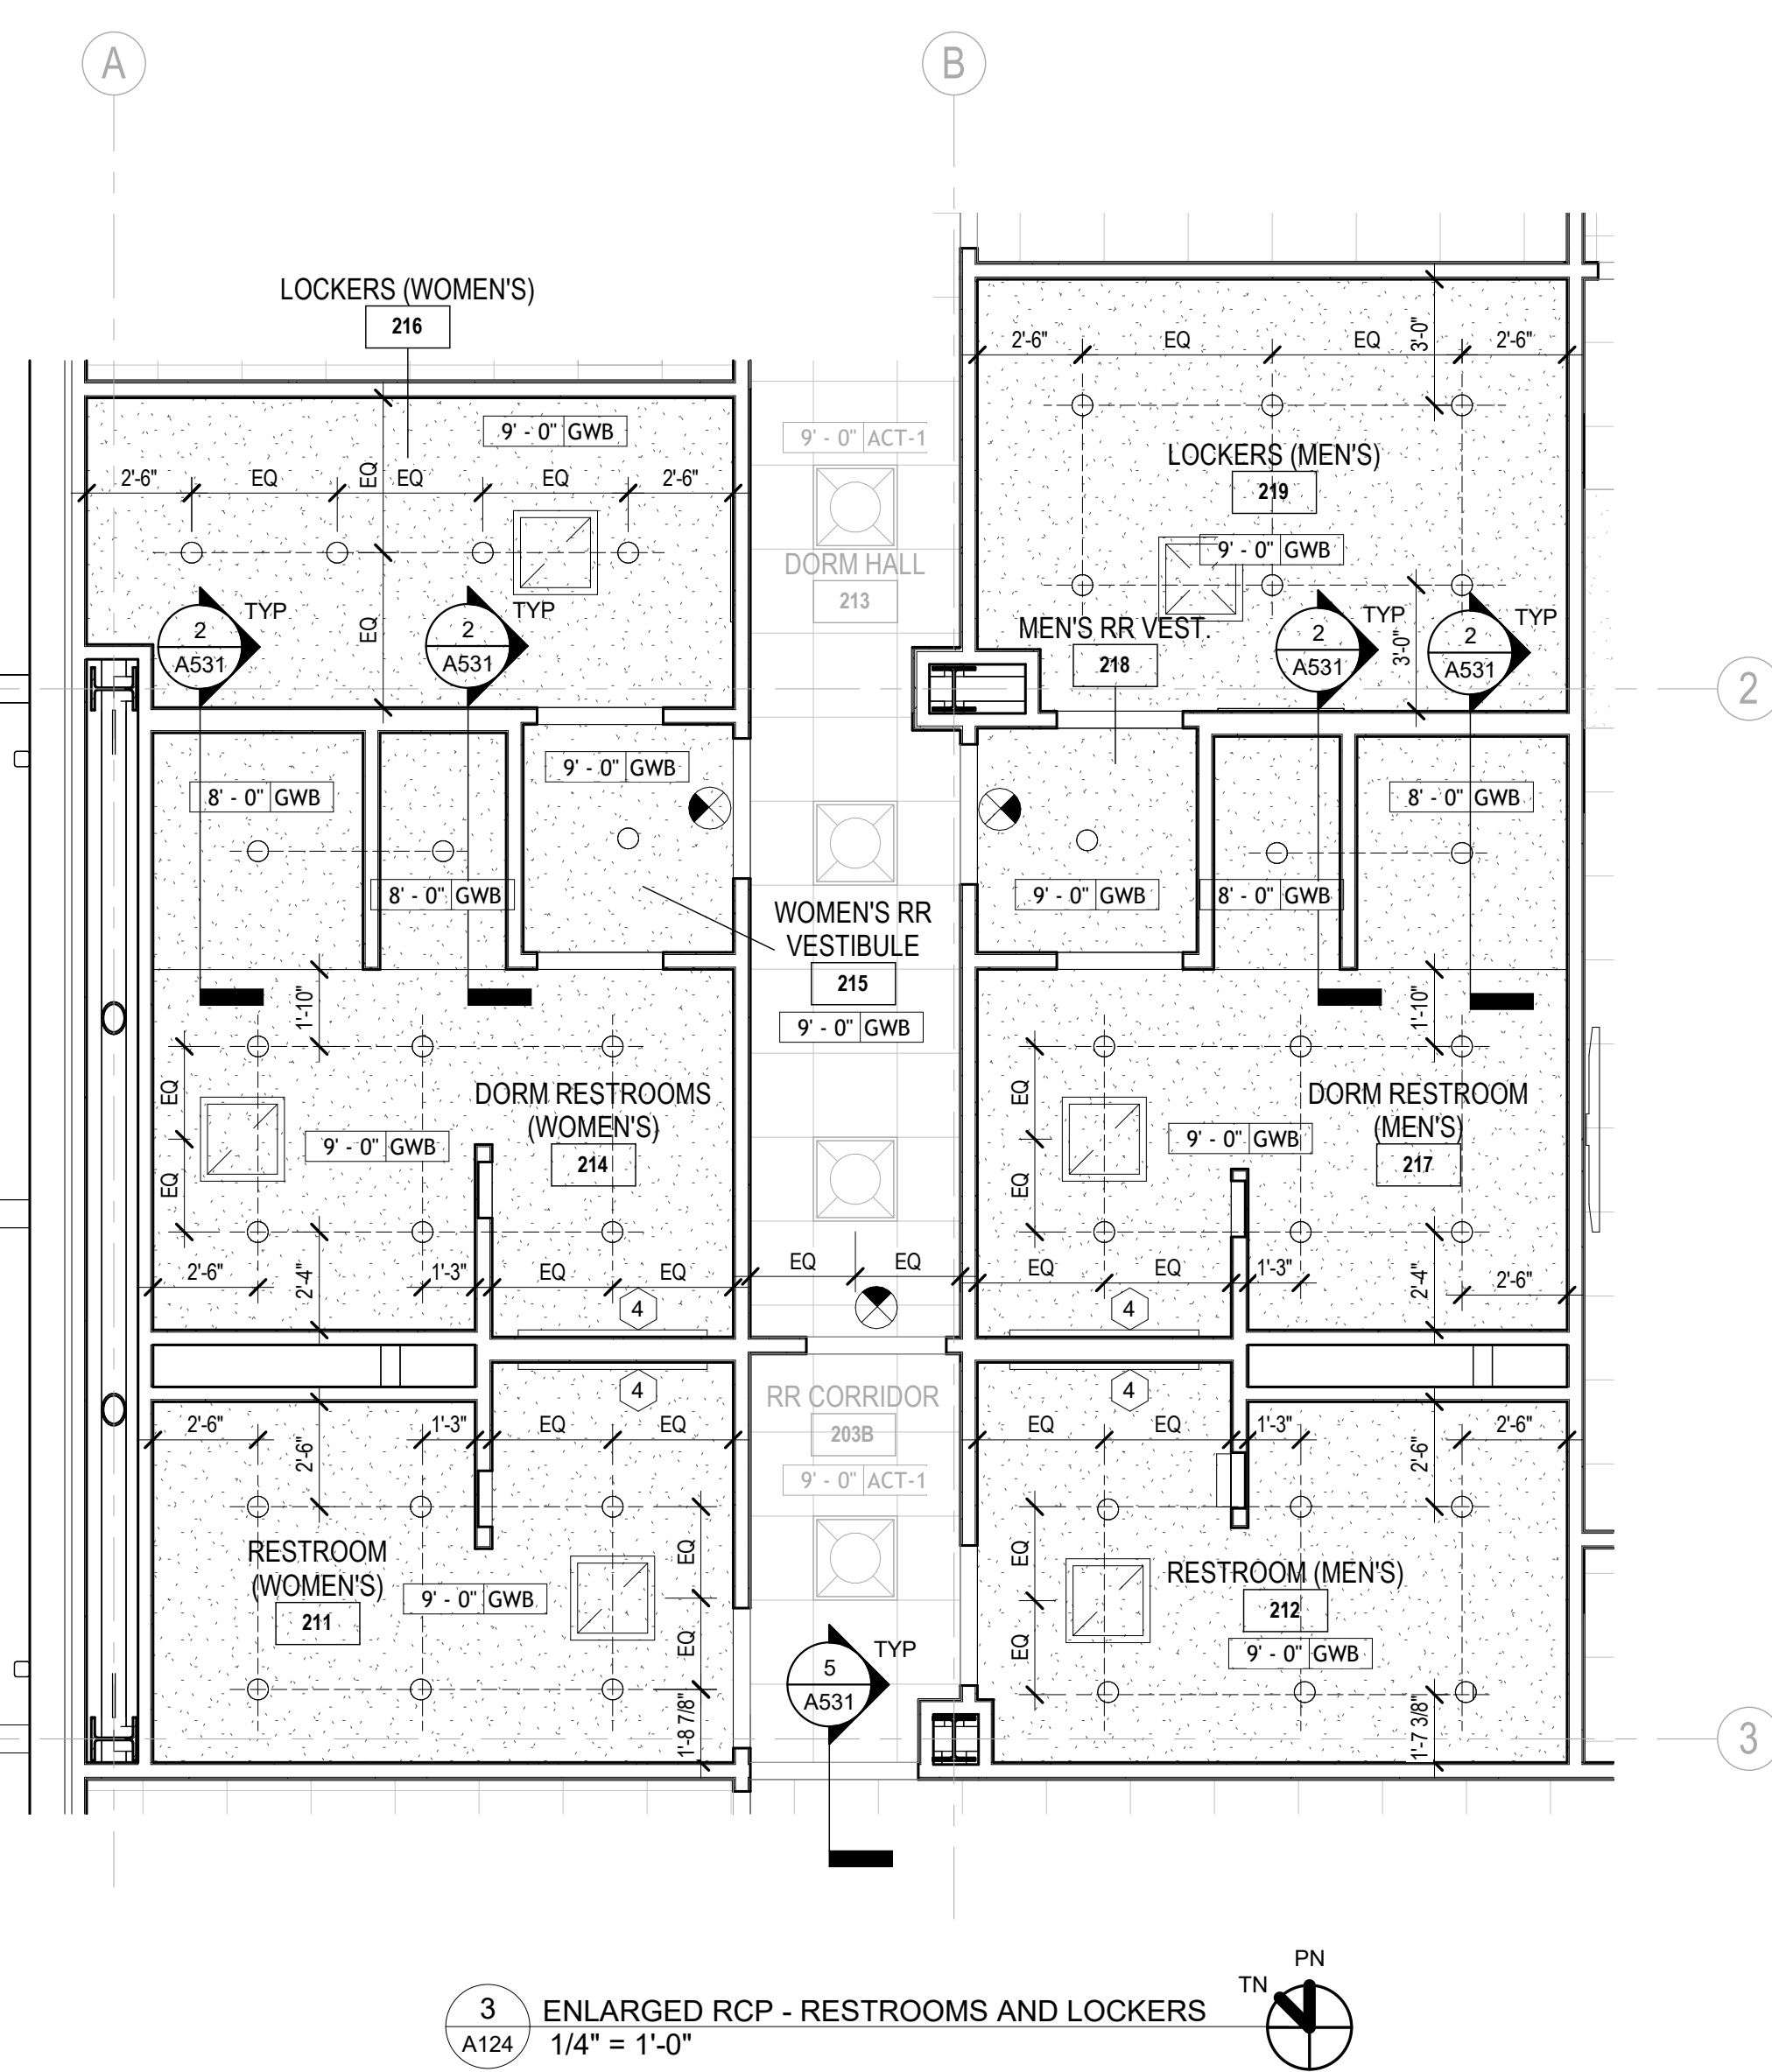 A
B
LOCKERS (WOMEN'S)
216
2'-6"
EQ
EQ
3'-0"
2'-6"
9' - 0" GWB
9' - 0" ACT-1
LOCKERS (MEN'S)
219
2'-6"
EQ
EQ
EQ
EQ
2'-6"
9' - 0" GWB
DORM HALL
213
EQ
2
A531
TYP
2
A531
TYP
MEN'S RR VEST.
218
2
A531
TYP
3'-0"
2
A531
TYP
2
9' - 0" GWB
8' - 0" GWB
8' - 0" GWB
8' - 0" GWB
9' - 0" GWB
8' - 0" GWB
WOMEN'S RR
VESTIBULE
215
9' - 0" GWB
1'-10"
1'-10"
EQ
EQ
DORM RESTROOMS
(WOMEN'S)
214
9' - 0" GWB
EQ
EQ
DORM RESTROOM
(MEN'S)
217
9' - 0" GWB
2'-6"
2'-4"
1'-3"
EQ
EQ
EQ
EQ
EQ
EQ
1'-3"
2'-4"
2'-6"
4
4
4
4
RR CORRIDOR
203B
9' - 0" ACT-1
2'-6"
2'-6"
1'-3"
EQ
EQ
EQ
EQ
1'-3"
2'-6"
2'-6"
RESTROOM
(WOMEN'S)
211
9' - 0" GWB
EQ
EQ
1'-8 7/8"
EQ
EQ
RESTROOM (MEN'S)
212
9' - 0" GWB
1'-7 3/8"
5
A531
TYP
3
3
A124
ENLARGED RCP - RESTROOMS AND LOCKERS
1/4" = 1'-0"
TN
PN